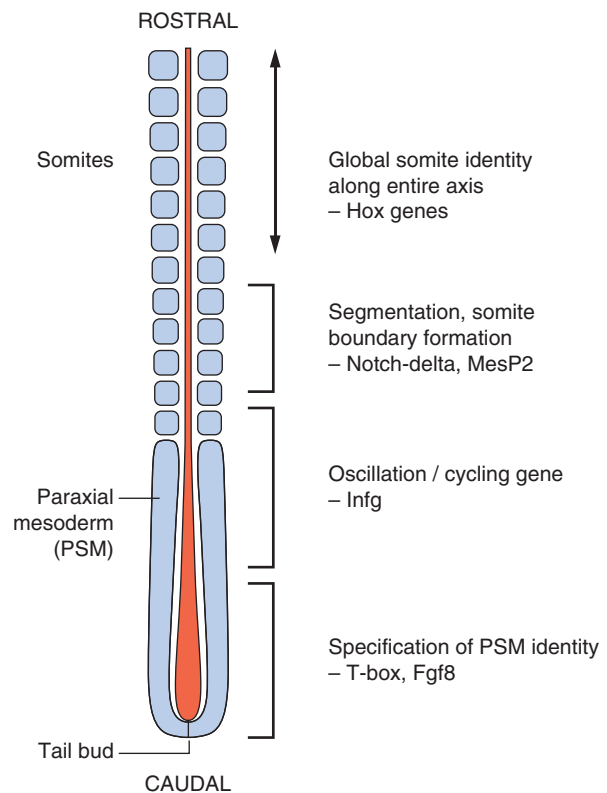 ROSTRAL
Somites
Global somite identity
along entire axis
– Hox genes
Segmentation, somite
boundary formation
– Notch-delta, MesP2
Oscillation / cycling gene
– Infg
Paraxial
mesoderm
(PSM)
Specification of PSM identity
– T-box, Fgf8
Tail bud
CAUDAL